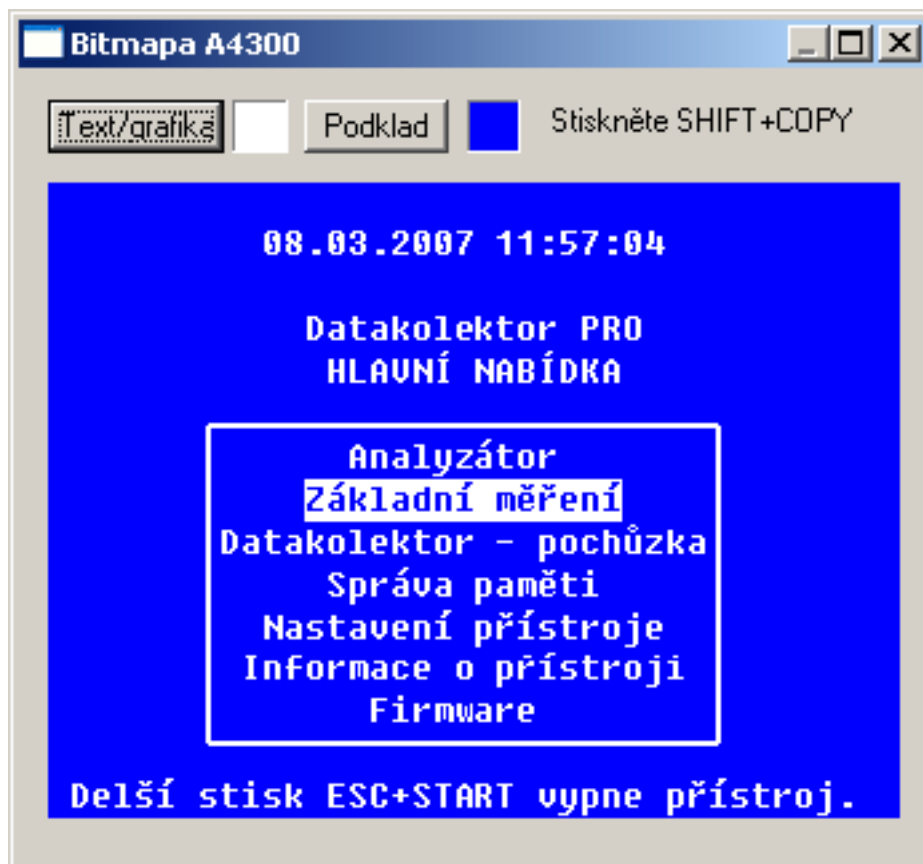 Bitmapa A4300
Text/grafika Podklad Stiskněte SHIFT+COPY
08.03.2007 11:57:04
Datakolektor PRO
HLAVNÍ NABÍDKA
Analyzátor
Základní měření
Datakolektor - pochůzka
Správa paměti
Nastavení přístroje
Informace o přístroji
Firmware
Delší stisk ESC+START vypne přístroj.